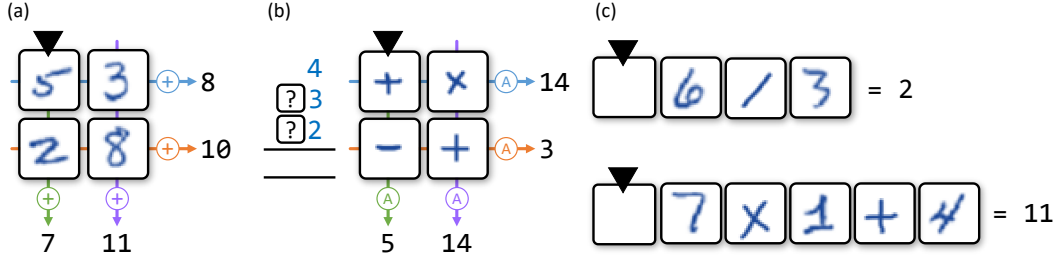 (a)
5 3 + 8
2 8 + 10
+ +
7 11
(b)
4
? 3
? 2
+ × A 14
- + A 3
A A
5 14
(c)
6 / 3 = 2
7 × 1 + 4 = 11